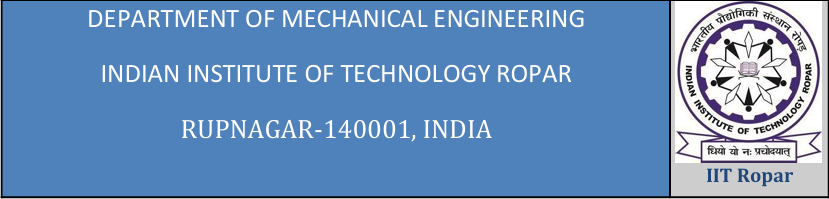 DEPARTMENT OF MECHANICAL ENGINEERING
INDIAN INSTITUTE OF TECHNOLOGY ROPAR
RUPNAGAR-140001, INDIA
भारतीय प्रौद्योगिकी संस्थान रोपड़
INDIAN INSTITUTE OF TECHNOLOGY ROPAR
धियो यो नः प्रचोदयात्
IIT Ropar